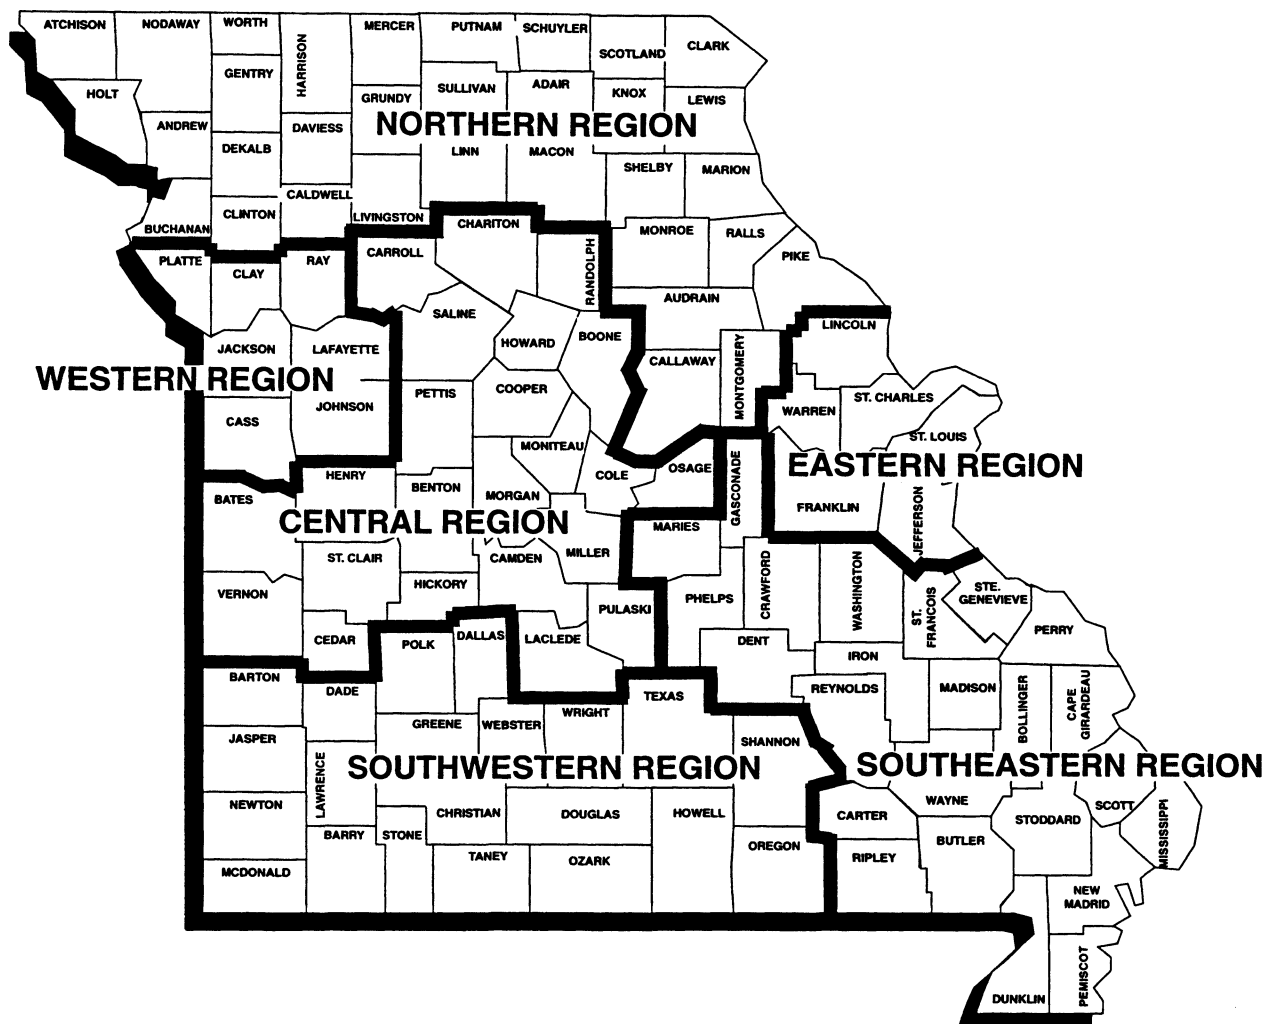 ATCHISON
NODAWAY
WORTH
HARRISON
MERCER
PUTNAM
SCHUYLER
SCOTLAND
CLARK
HOLT
GENTRY
GRUNDY
SULLIVAN
ADAIR
KNOX
LEWIS
ANDREW
DEKALB
DAVIESS
NORTHERN REGION
LINN
MACON
SHELBY
MARION
BUCHANAN
CLINTON
CALDWELL
LIVINGSTON
CHARITON
RANDOLPH
MONROE
RALLS
PIKE
PLATTE
CLAY
RAY
CARROLL
SALINE
HOWARD
BOONE
AUDRAIN
LINCOLN
JACKSON
LAFAYETTE
CALLAWAY
MONTGOMERY
WESTERN REGION
PETTIS
COOPER
WARREN
ST. CHARLES
CASS
JOHNSON
MONITEAU
ST. LOUIS
EASTERN REGION
BATES
HENRY
BENTON
MORGAN
COLE
OSAGE
GASCONADE
FRANKLIN
JEFFERSON
CENTRAL REGION
MARIES
ST. CLAIR
CAMDEN
MILLER
VERNON
HICKORY
PULASKI
PHELPS
CRAWFORD
WASHINGTON
ST.
FRANCOIS
STE.
GENEVIEVE
PERRY
CEDAR
POLK
DALLAS
LACLEDE
DENT
IRON
BARTON
DADE
TEXAS
REYNOLDS
MADISON
BOLLINGER
CAPE
GIRARDEAU
JASPER
GREENE
WEBSTER
WRIGHT
SHANNON
LAWRENCE
SOUTHWESTERN REGION
SOUTHEASTERN REGION
NEWTON
CHRISTIAN
DOUGLAS
HOWELL
CARTER
WAYNE
STODDARD
SCOTT
MISSISSIPPI
BARRY
STONE
TANEY
OZARK
OREGON
RIPLEY
BUTLER
MCDONALD
NEW
MADRID
DUNKLIN
PEMISCOT